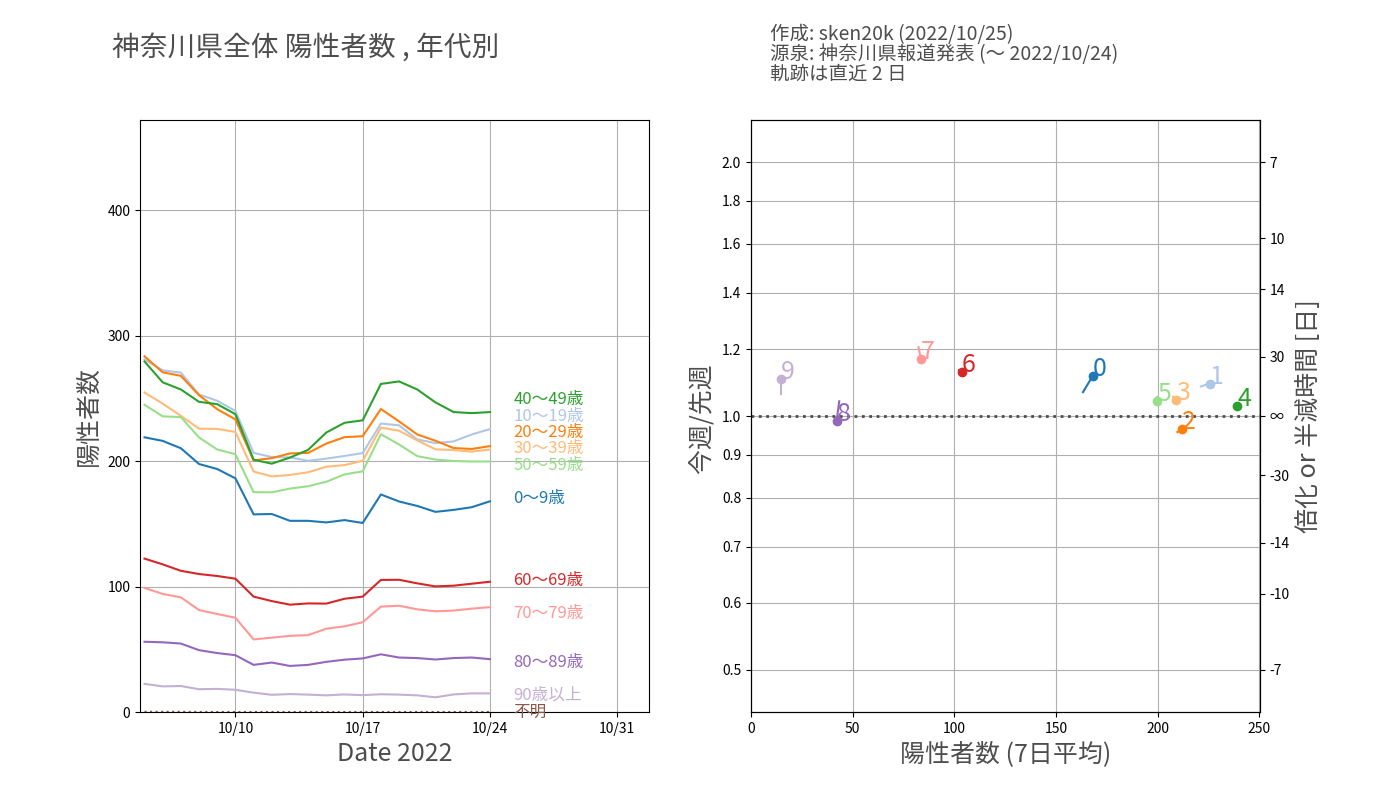 神奈川県全体 陽性者数 , 年代別
作成: sken20k (2022/10/25)
源泉: 神奈川県報道発表 (〜 2022/10/24)
軌跡は直近 2 日
陽性者数
400
300
200
100
0
10/10
10/17
10/24
10/31
Date 2022
40〜49歳
10〜19歳
20〜29歳
30〜39歳
50〜59歳
0〜9歳
60〜69歳
70〜79歳
80〜89歳
90歳以上
不明
今週/先週
2.0
1.8
1.6
1.4
1.2
1.0
0.9
0.8
0.7
0.6
0.5
0
50
100
150
200
250
陽性者数 (7日平均)
9
8
7
6
0
5
3
2
1
4
7
10
14
30
∞
-30
-14
-10
-7
倍化 or 半減時間 [日]